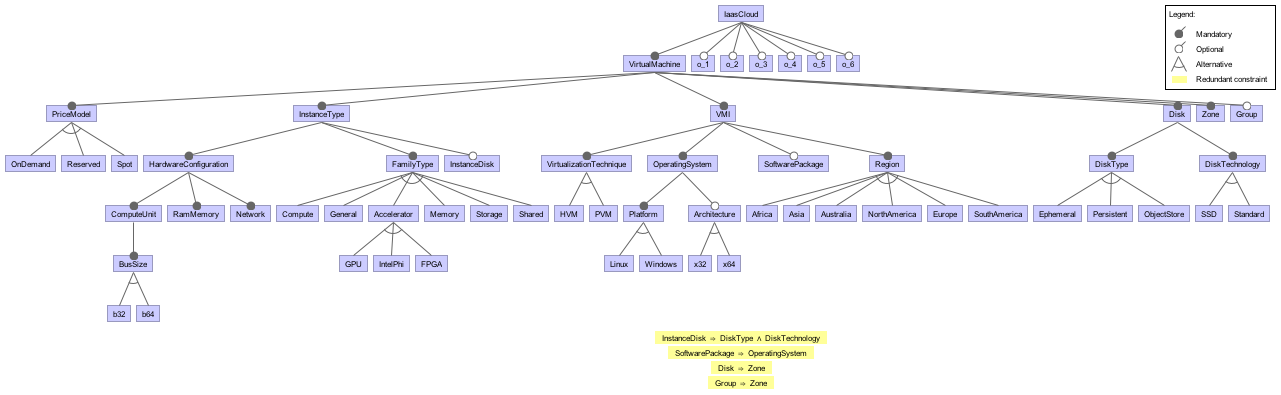 IaasCloud
Legend:
Mandatory
Optional
Alternative
Redundant constraint
VirtualMachine o_1 o_2 o_3 o_4 o_5 o_6
PriceModel InstanceType VMI Disk Zone Group
OnDemand Reserved Spot HardwareConfiguration FamilyType InstanceDisk VirtualizationTechnique OperatingSystem SoftwarePackage Region DiskType DiskTechnology
ComputeUnit RamMemory Network Compute General Accelerator Memory Storage Shared HVM PVM Platform Architecture Africa Asia Australia NorthAmerica Europe SouthAmerica Ephemeral Persistent ObjectStore SSD Standard
BusSize GPU IntelPhi FPGA Linux Windows x32 x64
b32 b64
InstanceDisk ⇒ DiskType ∧ DiskTechnology
SoftwarePackage ⇒ OperatingSystem
Disk ⇒ Zone
Group ⇒ Zone